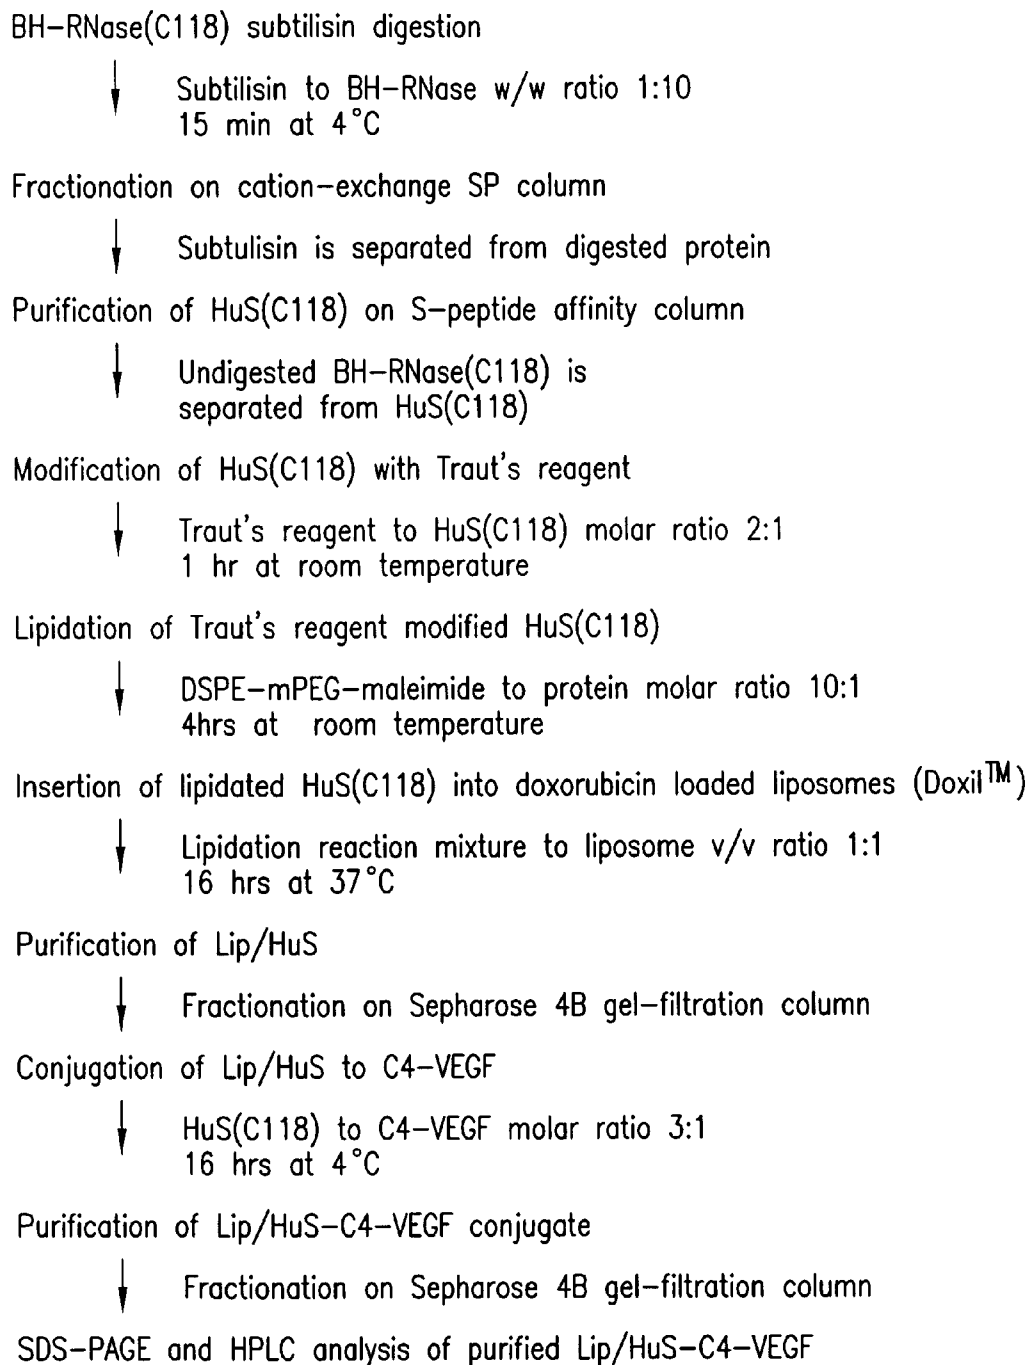 BH-RNase(C118) subtilisin digestion
Subtilisin to BH-RNase w/w ratio 1:10
15 min at 4°C
Fractionation on cation-exchange SP column
Subtulisin is separated from digested protein
Purification of HuS(C118) on S-peptide affinity column
Undigested BH-RNase(C118) is
separated from HuS(C118)
Modification of HuS(C118) with Traut's reagent
Traut's reagent to HuS(C118) molar ratio 2:1
1 hr at room temperature
Lipidation of Traut's reagent modified HuS(C118)
DSPE-mPEG-maleimide to protein molar ratio 10:1
4hrs at room temperature
Insertion of lipidated HuS(C118) into doxorubicin loaded liposomes (Doxil™)
Lipidation reaction mixture to liposome v/v ratio 1:1
16 hrs at 37°C
Purification of Lip/HuS
Fractionation on Sepharose 4B gel-filtration column
Conjugation of Lip/HuS to C4-VEGF
HuS(C118) to C4-VEGF molar ratio 3:1
16 hrs at 4°C
Purification of Lip/HuS-C4-VEGF conjugate
Fractionation on Sepharose 4B gel-filtration column
SDS-PAGE and HPLC analysis of purified Lip/HuS-C4-VEGF